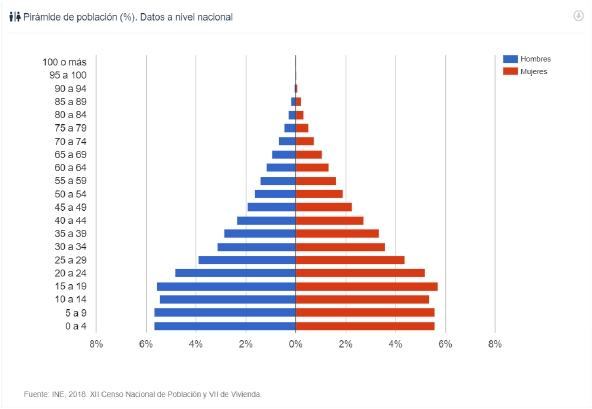 Pirámide de población (%). Datos a nivel nacional
Hombres
Mujeres
100 o más
95 a 100
90 a 94
85 a 89
80 a 84
75 a 79
70 a 74
65 a 69
60 a 64
55 a 59
50 a 54
45 a 49
40 a 44
35 a 39
30 a 34
25 a 29
20 a 24
15 a 19
10 a 14
5 a 9
0 a 4
8% 6% 4% 2% 0% 2% 4% 6% 8%
Fuente: INE, 2018. XII Censo Nacional de Población y VII de Vivienda.